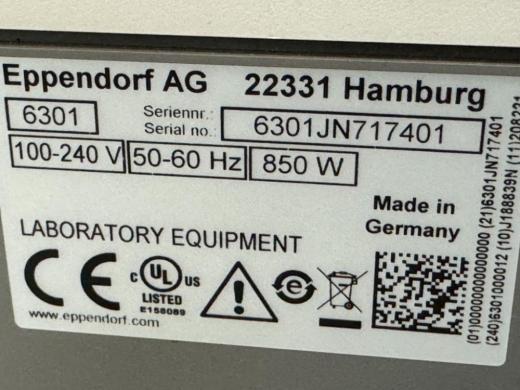 Eppendorf AG 22331 Hamburg
6301 Seriennr.: Serial no.: 6301JN717401
100-240 V 50-60 Hz 850 W
Made in
Germany
LABORATORY EQUIPMENT
CE
c UL US
LISTED
E158089
e
www.eppendorf.com
(01)00000000000000 (21)6301JN717401
(240)6301000012 (10)J188839N (11)208221